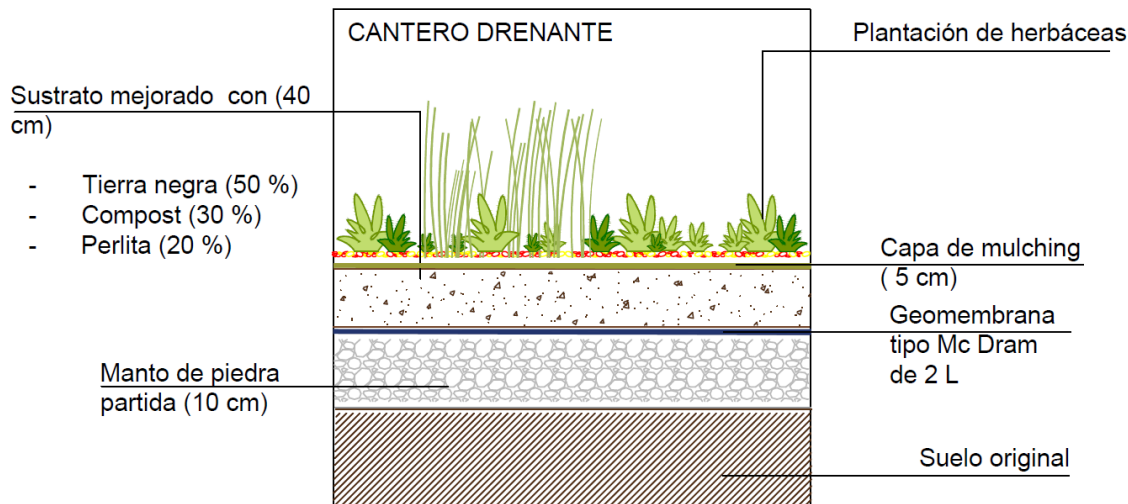 CANTERO DRENANTE
Plantación de herbáceas
Sustrato mejorado con (40
cm)
- Tierra negra (50 %)
- Compost (30 %)
- Perlita (20 %)
Capa de mulching
( 5 cm)
Geomembrana
tipo Mc Dram
de 2 L
Manto de piedra
partida (10 cm)
Suelo original